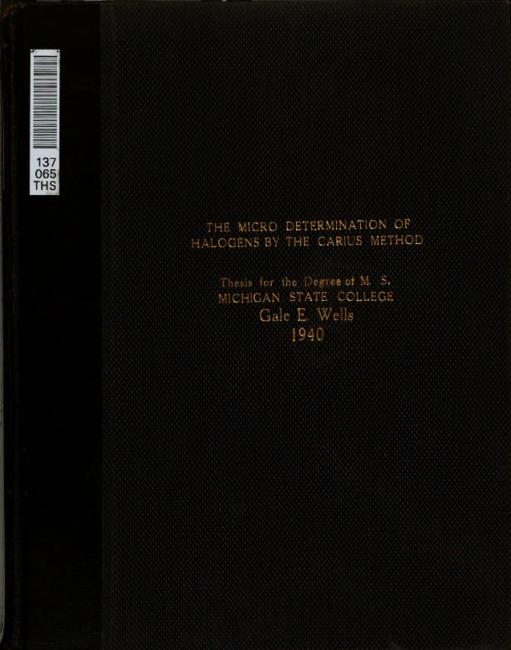 137
065
THS
THE MICRO DETERMINATION OF
HALOGENS BY THE CARIUS METHOD
Thesis for the Degree of M. S.
MICHIGAN STATE COLLEGE
Gale E. Wells
1940